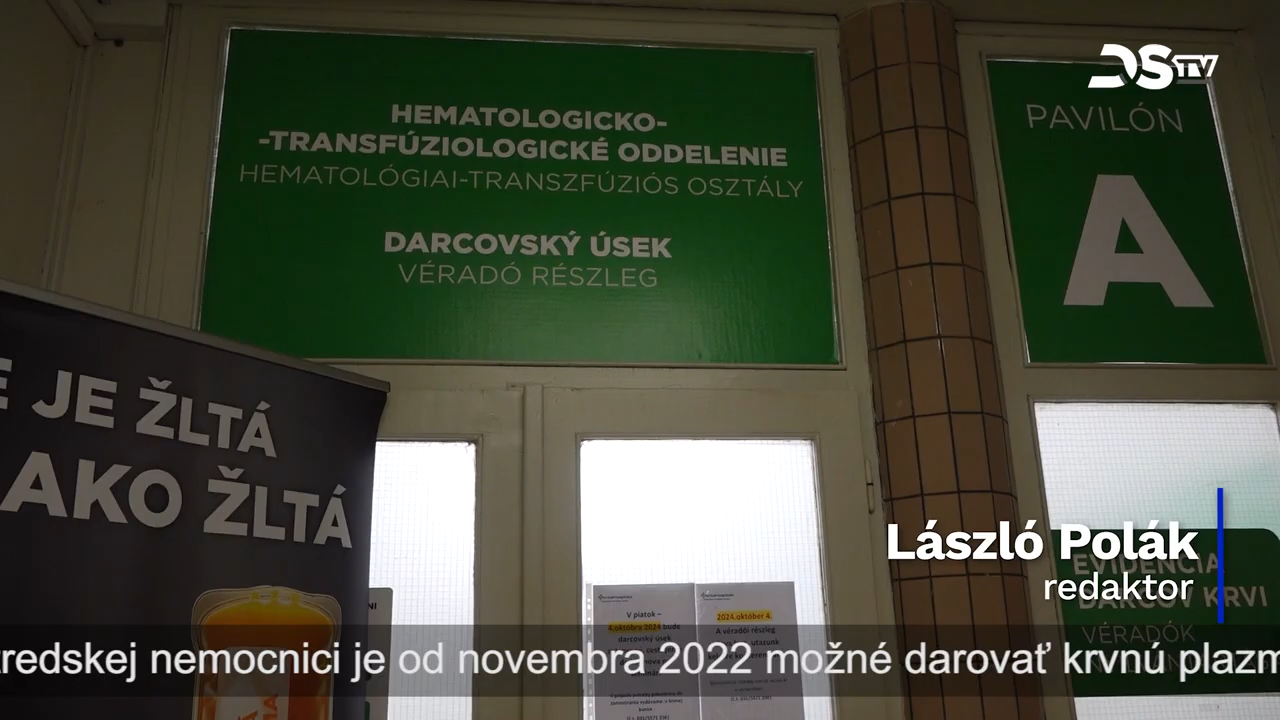 DSTV
HEMATOLOGICKO-
-TRANSFÚZIOLOGICKÉ ODDELENIE
HEMATOLÓGIAI-TRANSZFÚZIÓS OSZTÁLY
DARCOVSKÝ ÚSEK
VÉRADÓ RÉSZLEG
PAVILÓN
A
JE ŽLTÁ
AKO ŽLTÁ
László Polák
redaktor
EVIDENCIA
DARCOV KRVI
VÉRADÓK
V piatok –
4.októbra 2024 bude
darcovský úsek
2024.október 4.
A véradói részleg
tredskej nemocnici je od novembra 2022 možné darovať krvnú plazm